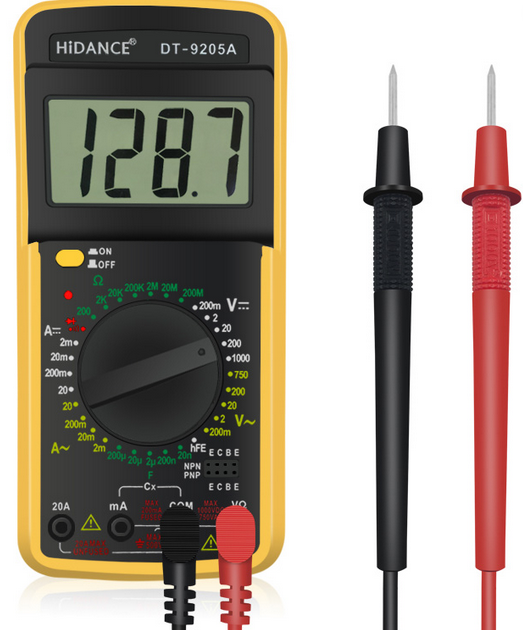 HiDANCE® DT-9205A
128.7
ON
OFF
Ω
2K 20K 200K 2M 20M 200M
200
200m V
2
20
200
1000
A
2m
20m
200m
20
750
200
20
2
200m V~
20
200m
20m
2m
A~
200μ 20μ 2μ 200n 20n
F
hFE
E C B E
NPN
PNP
E C B E
Cx
20A mA COM VΩ
MAX MAX